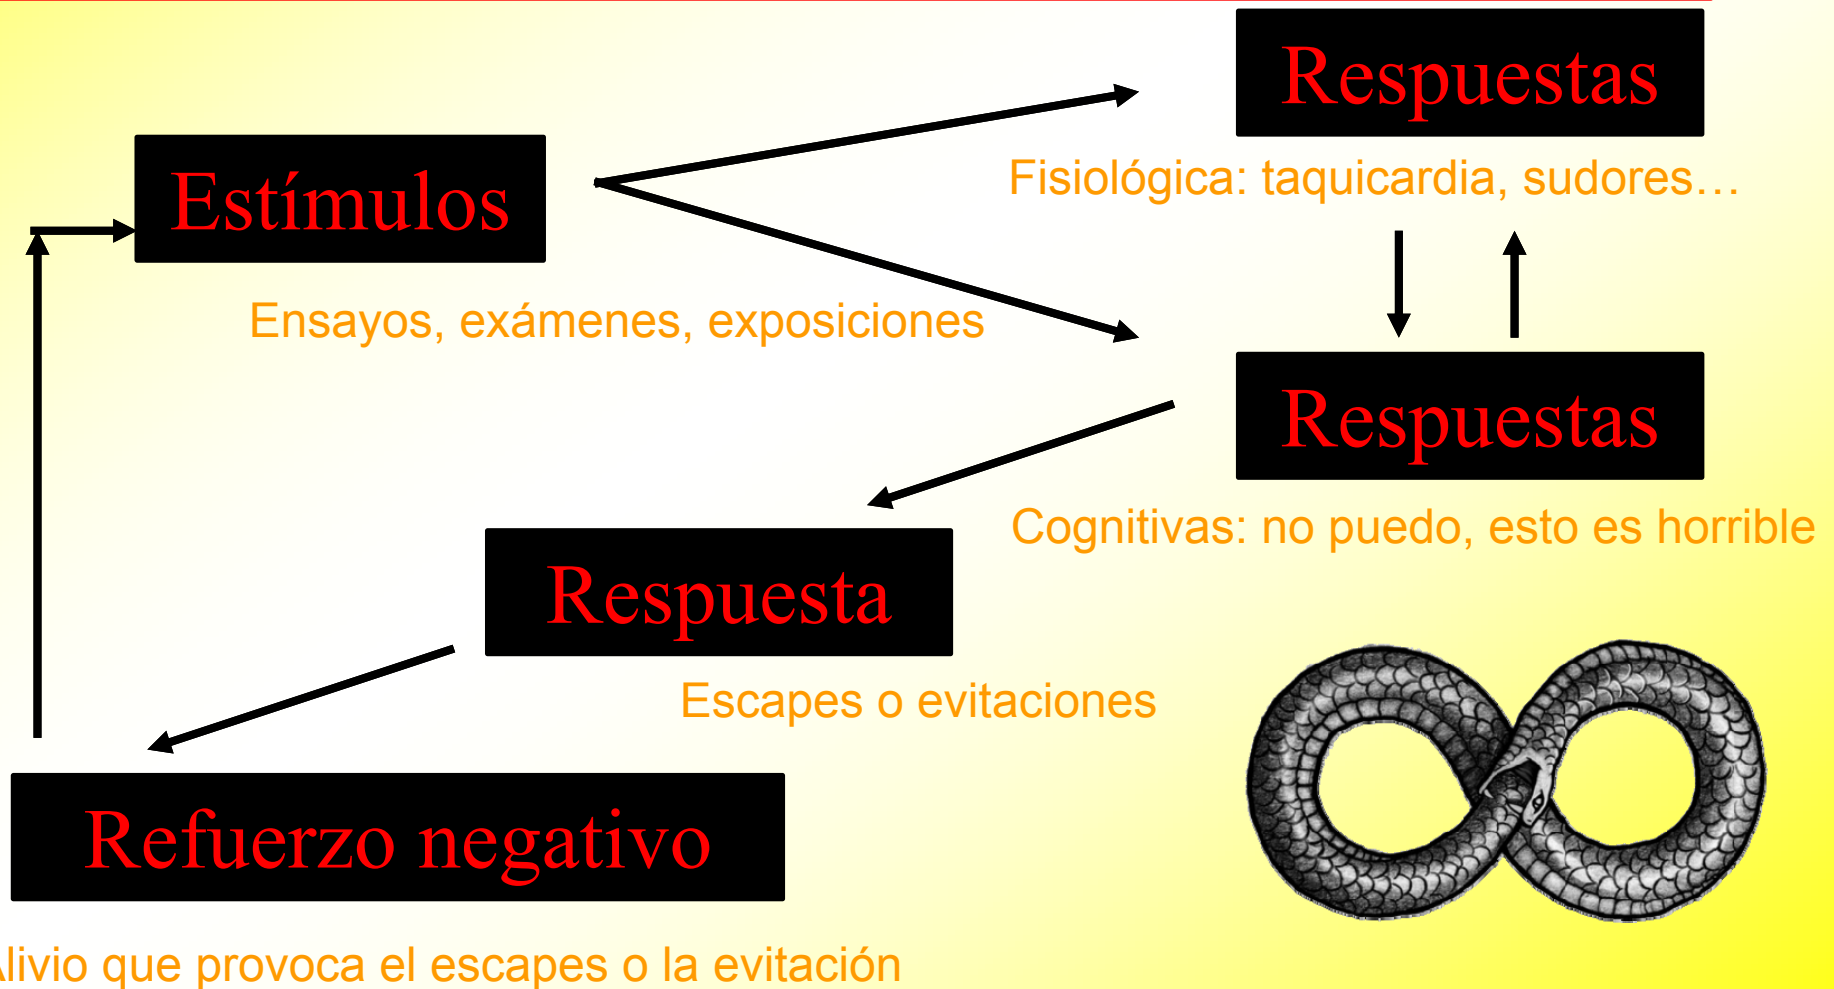 Respuestas
Estímulos
Fisiológica: taquicardia, sudores…
Ensayos, exámenes, exposiciones
Respuestas
Cognitivas: no puedo, esto es horrible
Respuesta
Escapes o evitaciones
Refuerzo negativo
Alivio que provoca el escapes o la evitación